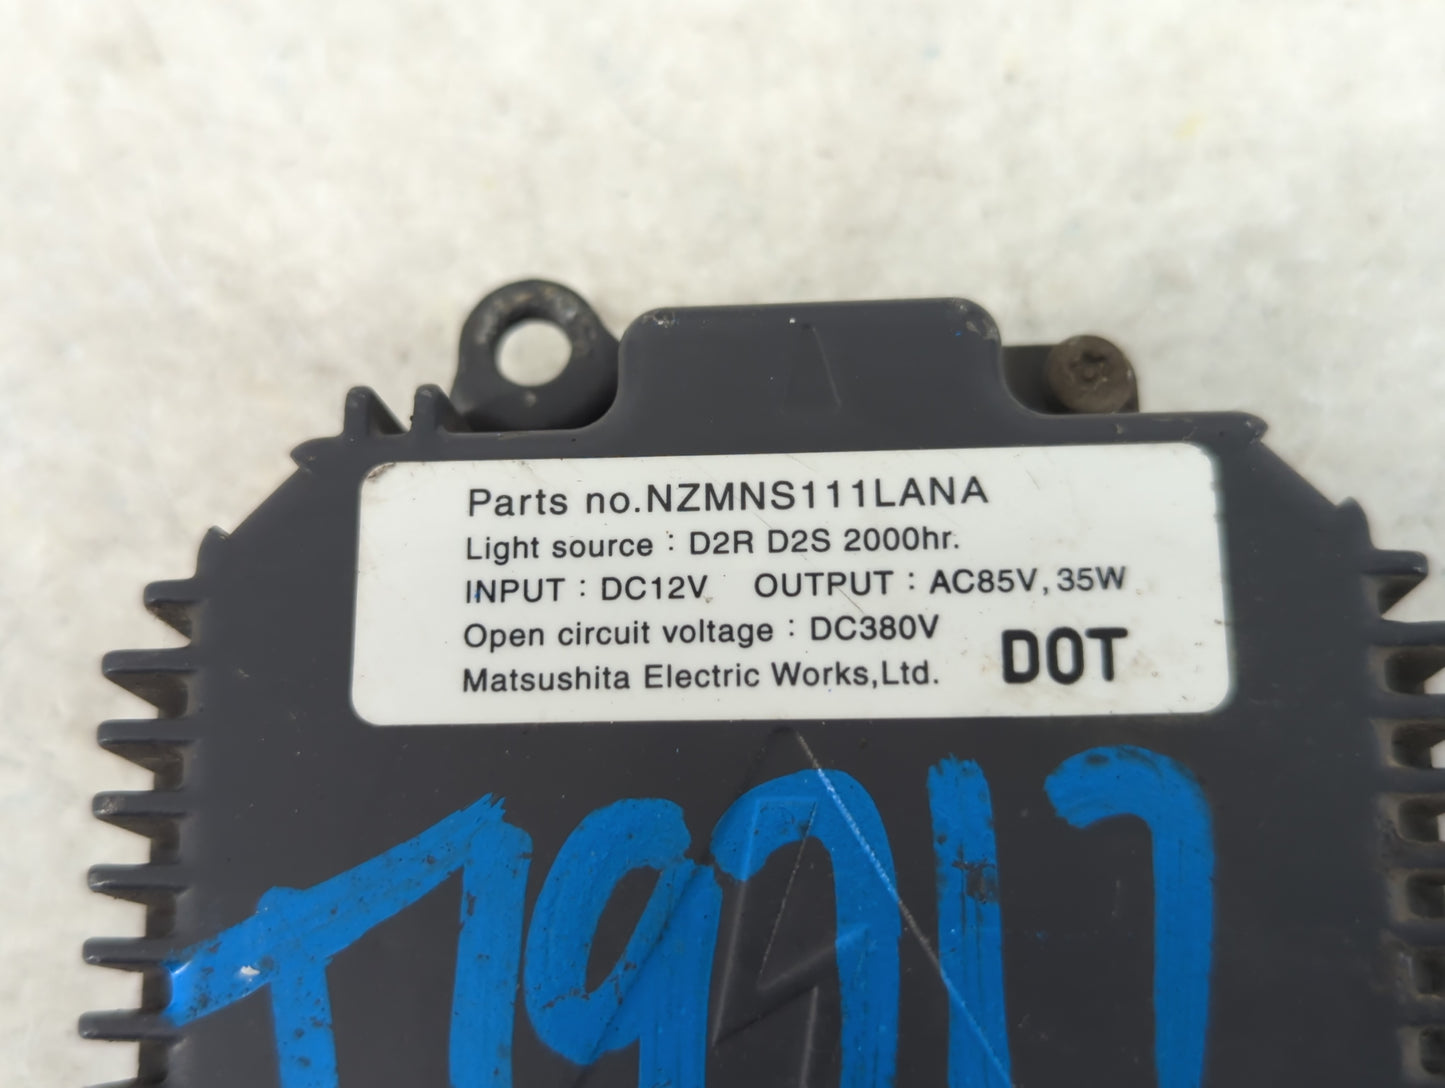 Parts no.NZMNS111LANA
Light source : D2R D2S 2000hr.
INPUT : DC12V OUTPUT : AC85V, 35W
Open circuit voltage : DC380V
Matsushita Electric Works,Ltd. DOT